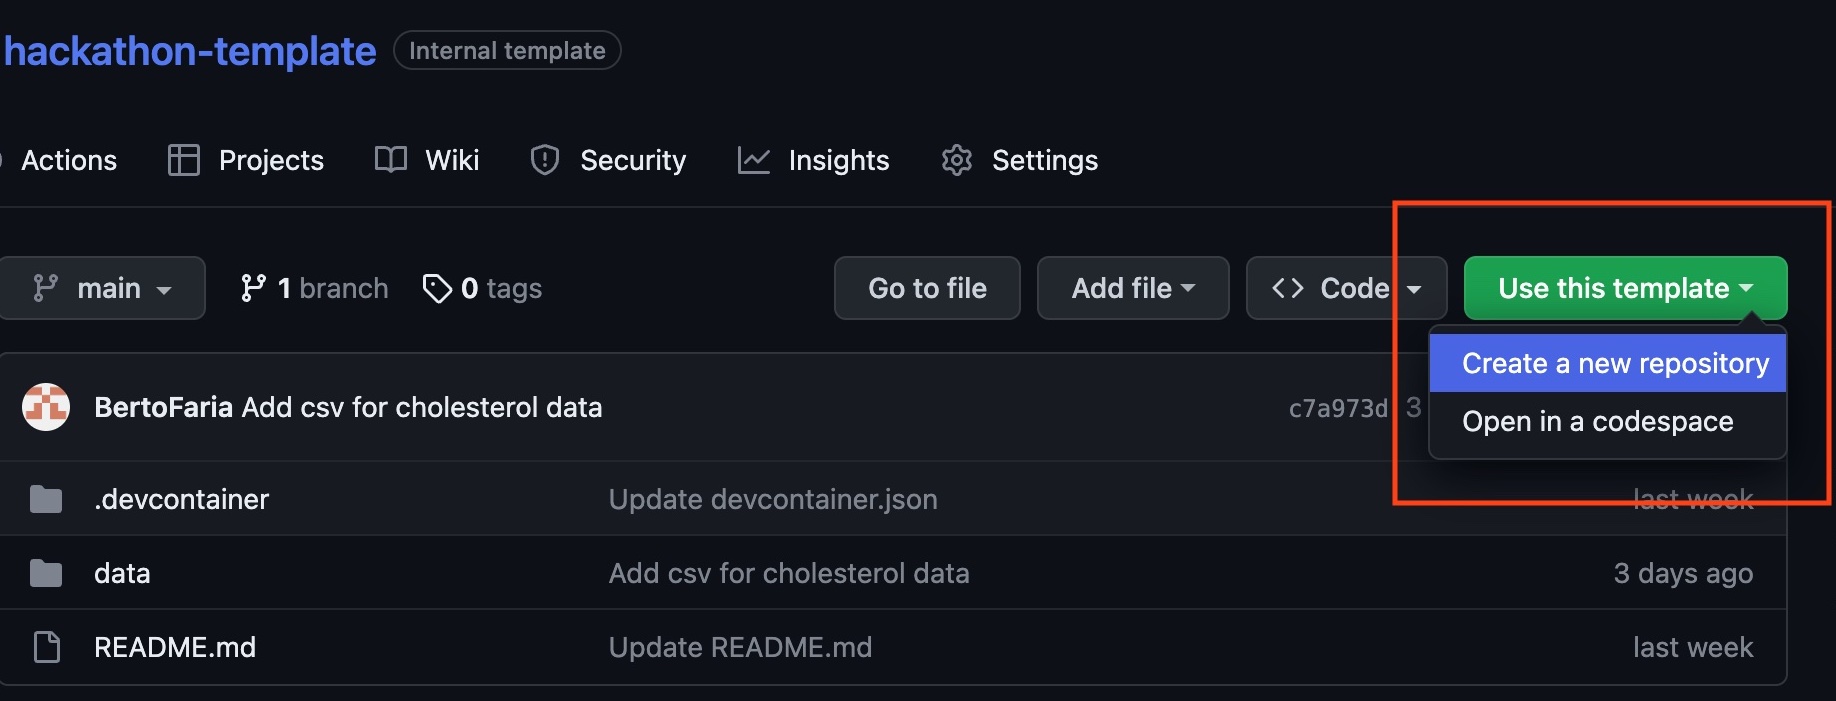 hackathon-template Internal template
Actions Projects Wiki Security Insights Settings
main 1 branch 0 tags Go to file Add file <> Code Use this template
Create a new repository
Open in a codespace
BertoFaria Add csv for cholesterol data c7a973d 3
.devcontainer Update devcontainer.json last week
data Add csv for cholesterol data 3 days ago
README.md Update README.md last week